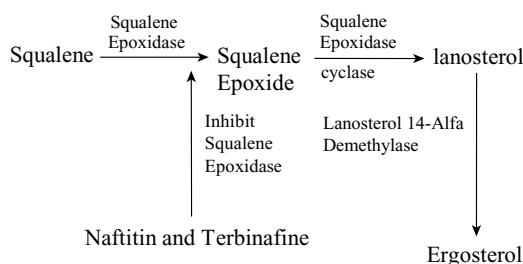 Squalene
Epoxidase
Squalene
Epoxidase
Squalene
Squalene
Epoxide
cyclase
lanosterol
Inhibit
Squalene
Epoxidase
Lanosterol 14-Alfa
Demethylase
Naftitin and Terbinafine
Ergosterol